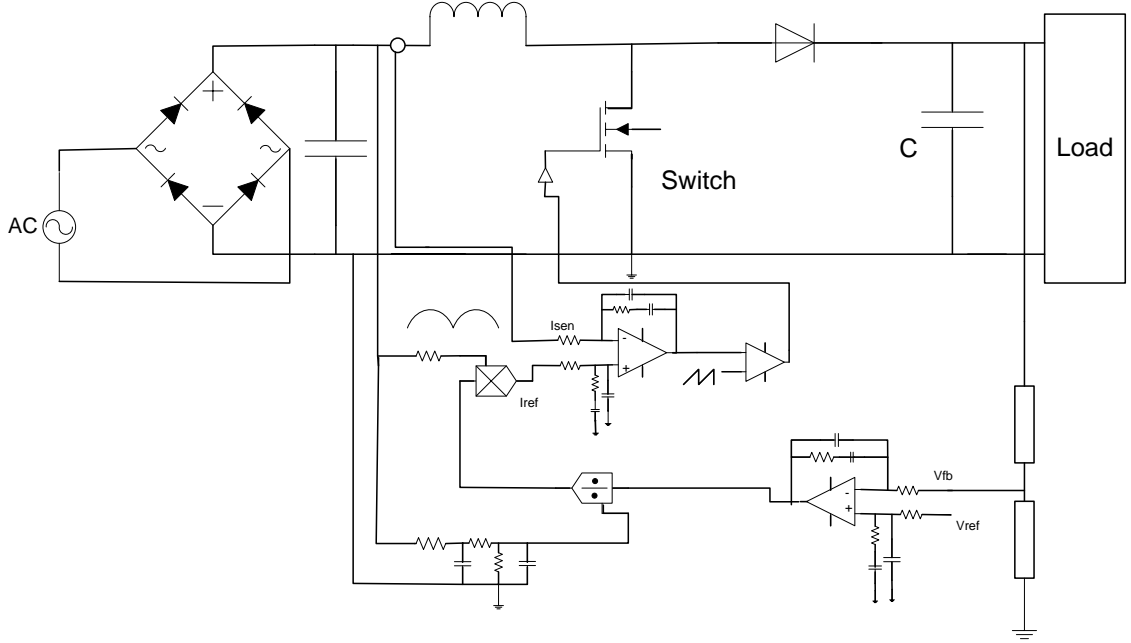 C
Load
Switch
AC
Isen
Iref
Vfb
Vref